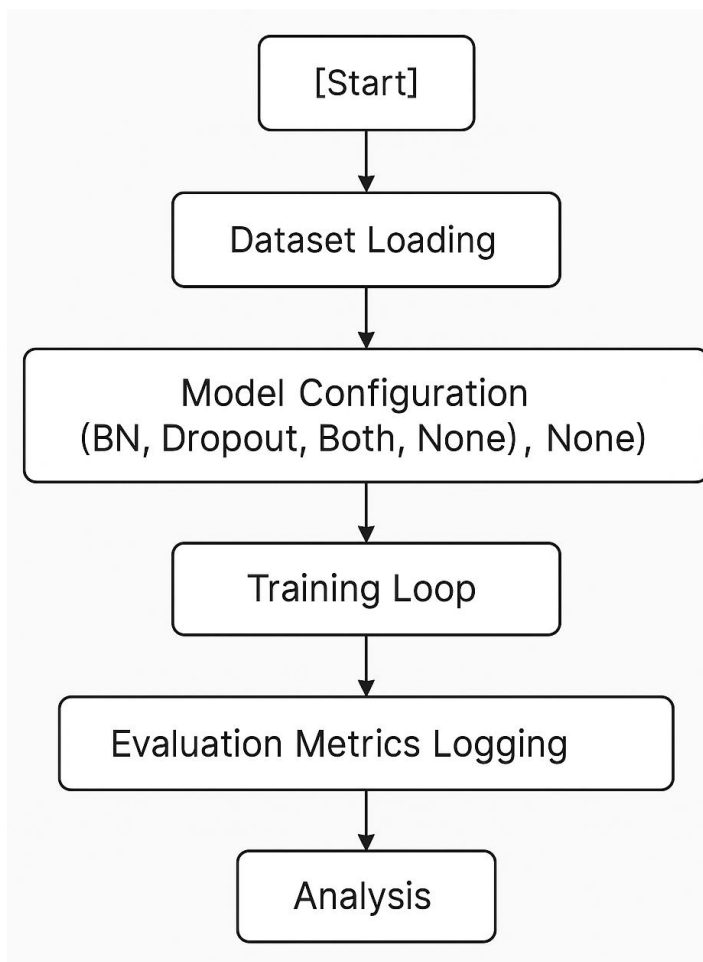 [Start]
Dataset Loading
Model Configuration
(BN, Dropout, Both, None), None)
Training Loop
Evaluation Metrics Logging
Analysis